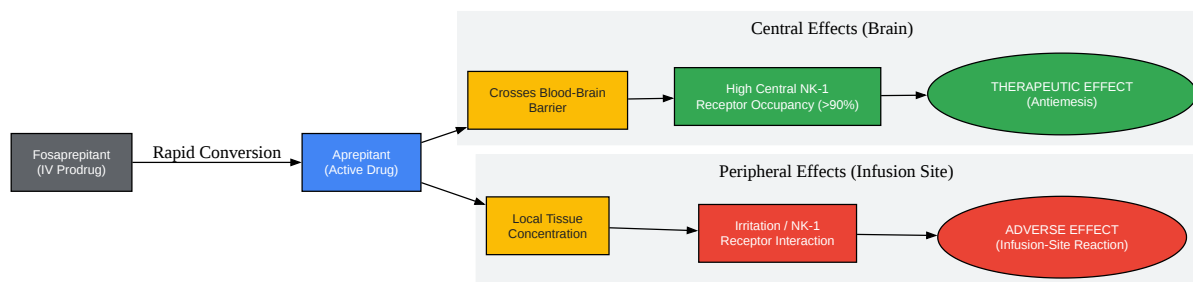 Central Effects (Brain)
Crosses Blood-Brain
Barrier
High Central NK-1
Receptor Occupancy (>90%)
THERAPEUTIC EFFECT
(Antiemesis)
Fosaprepitant
(IV Prodrug)
Rapid Conversion
Aprepitant
(Active Drug)
Peripheral Effects (Infusion Site)
Local Tissue
Concentration
Irritation / NK-1
Receptor Interaction
ADVERSE EFFECT
(Infusion-Site Reaction)